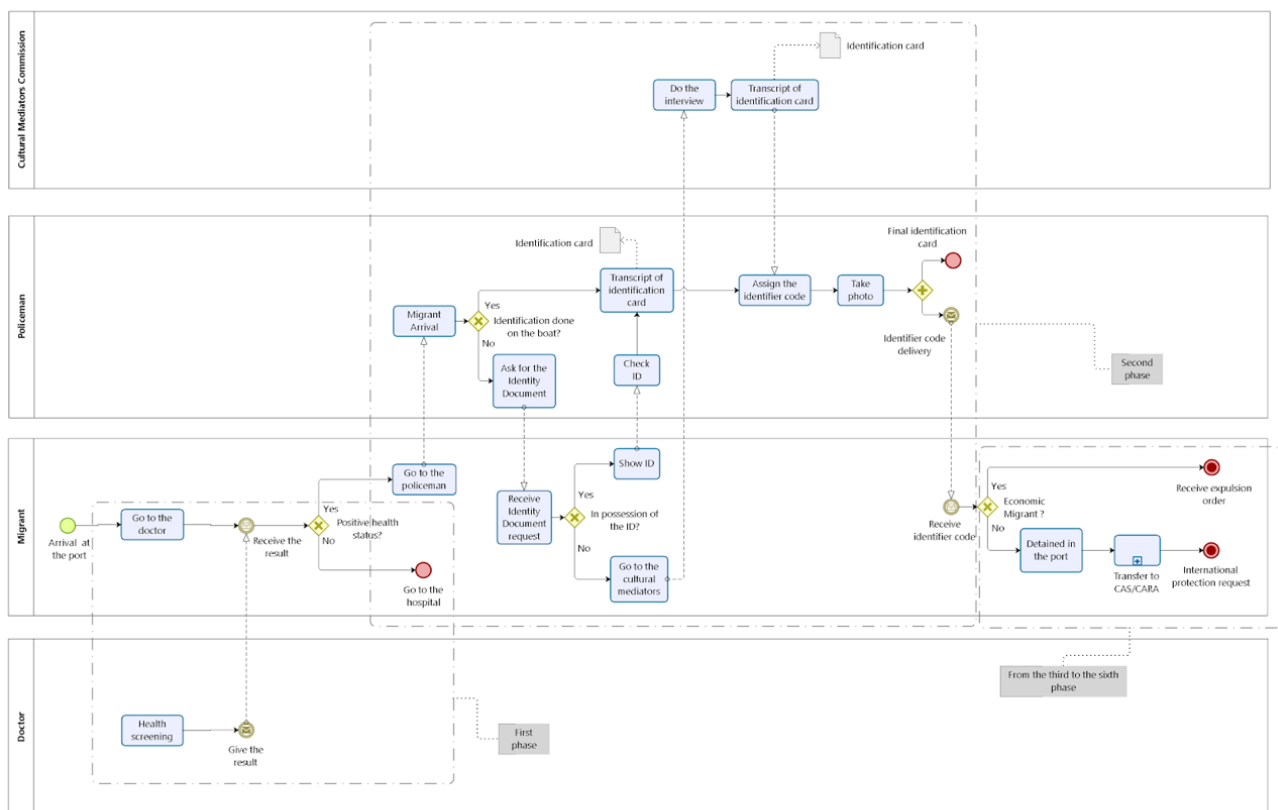 Cultural Mediators Commission
Identification card
Do the
interview
Transcript of
identification card
Policeman
Final identification
card
Identification card
Transcript of
identification
card
Assign the
identifier code
Take
photo
Migrant
Arrival
Yes
Identification done
on the boat?
No
Identifier code
delivery
Ask for the
Identity
Document
Check
ID
Second
phase
Migrant
Go to the
policeman
Show ID
Yes
Receive expulsion
order
Receive
Identity
Document
request
Yes
In possession of
the ID?
No
Economic
Migrant ?
No
Go to the
doctor
Yes
Positive health
status?
No
Arrival at
the port
Receive the
result
Receive
identifier code
Detained in
the port
Transfer to
CAS/CARA
International
protection request
Go to the
cultural
mediators
Go to the
hospital
Doctor
From the third to the sixth
phase
Health
screening
Give the
result
First
phase